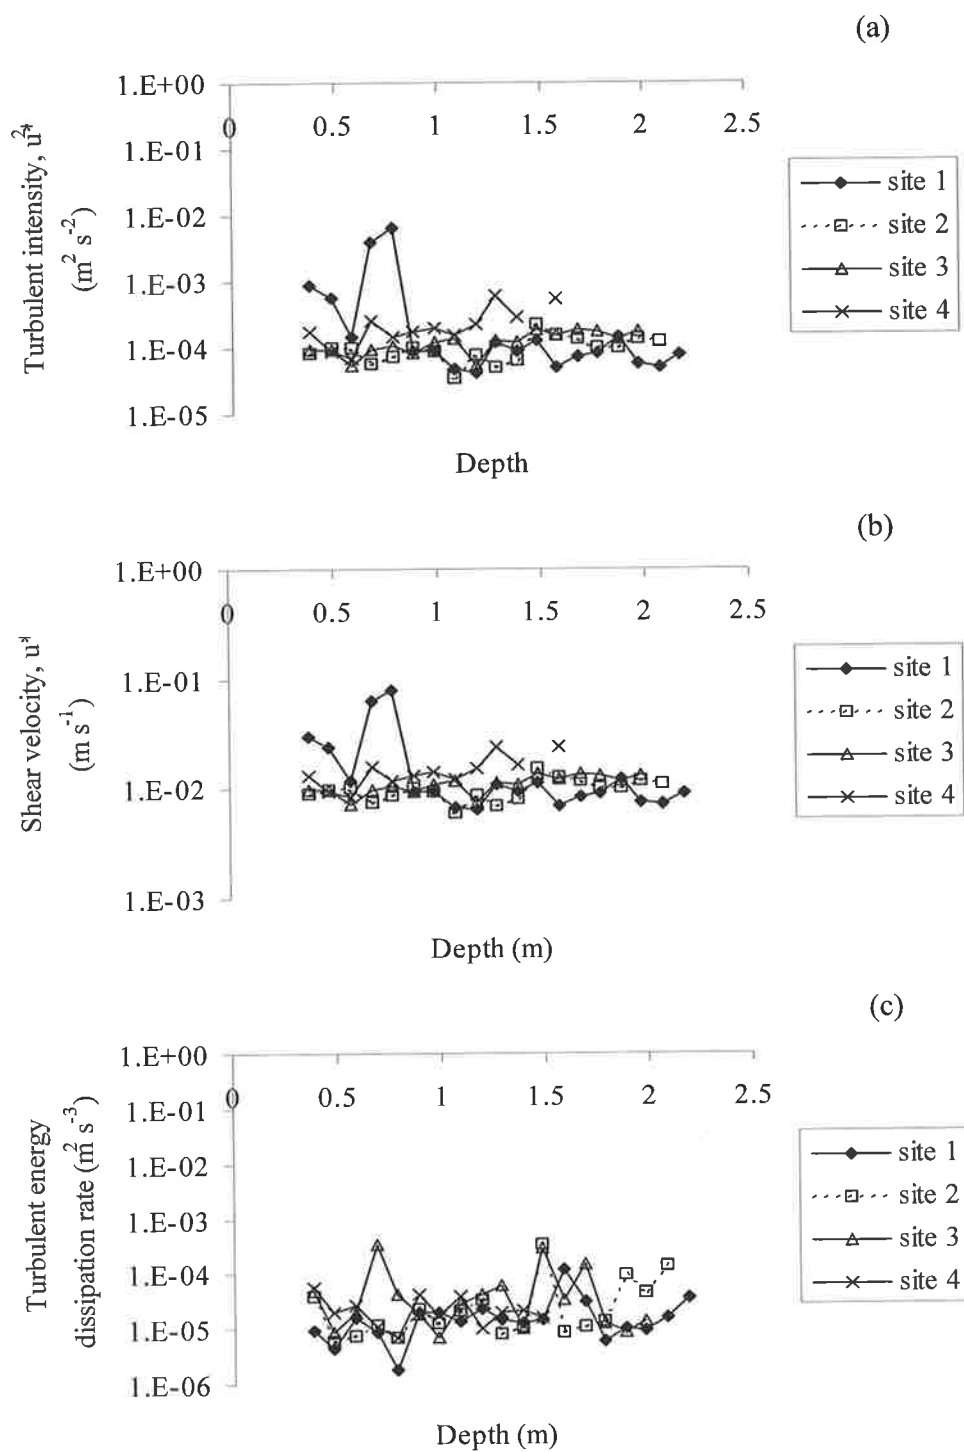 (a)
1.E+00
0
0.5
1
1.5
2
2.5
1.E-01
1.E-02
1.E-03
1.E-04
1.E-05
Turbulent intensity, u*²
(m² s⁻²)
Depth
site 1
site 2
site 3
site 4
(b)
1.E+00
0
0.5
1
1.5
2
2.5
1.E-01
1.E-02
1.E-03
Shear velocity, u*
(m s⁻¹)
Depth (m)
site 1
site 2
site 3
site 4
(c)
1.E+00
0
0.5
1
1.5
2
2.5
1.E-01
1.E-02
1.E-03
1.E-04
1.E-05
1.E-06
Turbulent energy
dissipation rate (m² s⁻³)
Depth (m)
site 1
site 2
site 3
site 4